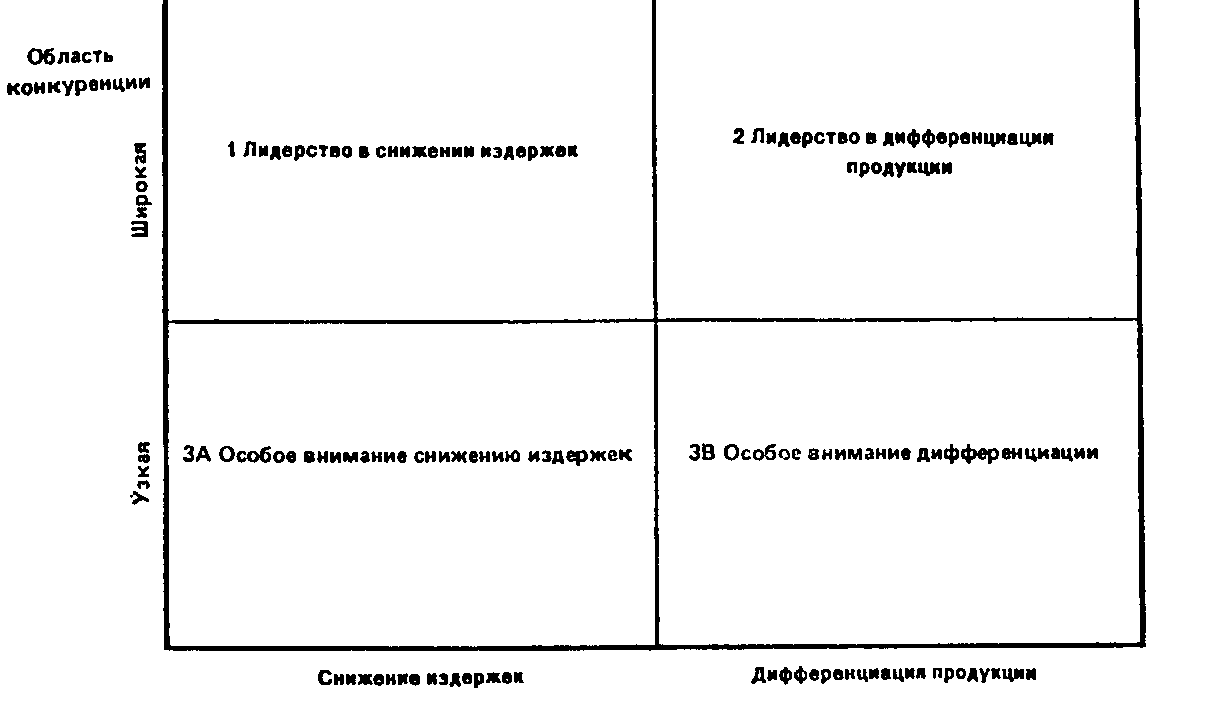 Область
конкуренции
Широкая
1 Лидерство в снижении издержек
2 Лидерство в дифференциации
продукции
Узкая
3А Особое внимание снижению издержек
3В Особое внимание дифференциации
Снижение издержек
Дифференциация продукции